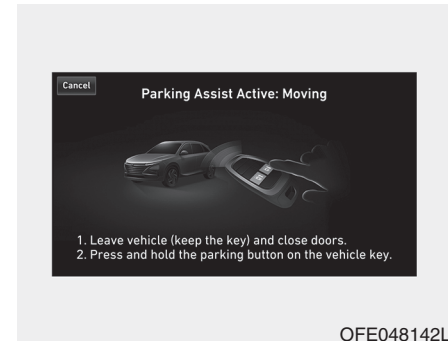 Cancel
Parking Assist Active: Moving
1. Leave vehicle (keep the key) and close doors.
2. Press and hold the parking button on the vehicle key.
OFE048142L